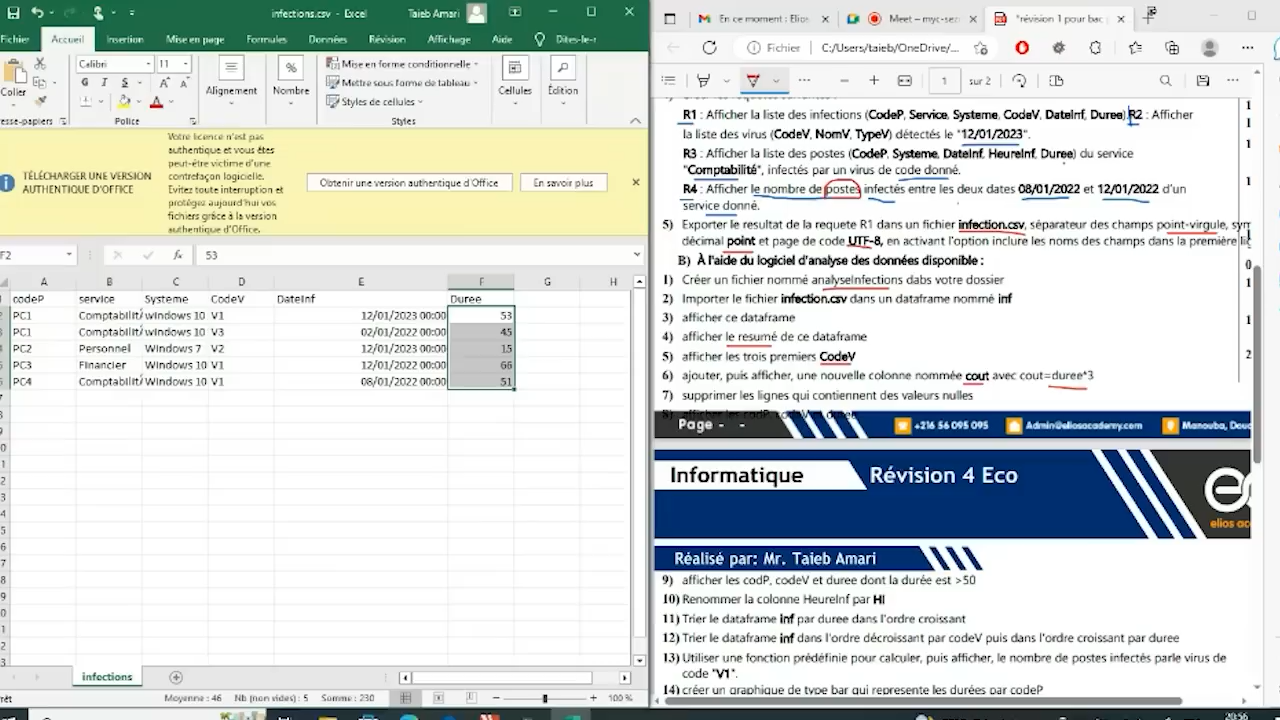 infections.csv - Excel
Taieb Amari
Fichier Accueil Insertion Mise en page Formules Données Révision Affichage Aide Dites-le-r
Coller
Calibri 11
G I S
Alignement
Nombre
Mise en forme conditionnelle
Mettre sous forme de tableau
Styles de cellules
Cellules
Édition
resse-papiers
Police
Styles
TÉLÉCHARGER UNE VERSION AUTHENTIQUE D'OFFICE
Votre licence n'est pas
authentique et vous êtes
peut-être victime d'une
contrefaçon logicielle.
Evitez toute interruption et
protégez aujourd'hui vos
fichiers grâce à la version
authentique d'Office.
Obtenir une version authentique d'Office
En savoir plus
F2 53
A B C D E F G H
codeP service Systeme CodeV DateInf Duree
PC1 Comptabilit windows 10 V1 12/01/2023 00:00 53
PC1 Comptabilit windows 10 V3 02/01/2022 00:00 45
PC2 Personnel Windows 7 V2 12/01/2023 00:00 15
PC3 Financier Windows 10 V1 12/01/2022 00:00 66
PC4 Comptabilit Windows 10 V1 08/01/2022 00:00 51
infections
Moyenne : 46 Nb (non vides) : 5 Somme : 230 100 %
En ce moment : Elios
Meet – myc-sez
*révision 1 pour bac
Fichier C:/Users/taieb/OneDrive/...
1 sur 2
R1 : Afficher la liste des infections (CodeP, Service, Systeme, CodeV, DateInf, Duree) R2 : Afficher
la liste des virus (CodeV, NomV, TypeV) détectés le "12/01/2023".
R3 : Afficher la liste des postes (CodeP, Systeme, DateInf, HeureInf, Duree) du service
"Comptabilité", infectés par un virus de code donné.
R4 : Afficher le nombre de postes infectés entre les deux dates 08/01/2022 et 12/01/2022 d'un
service donné.
5) Exporter le resultat de la requete R1 dans un fichier infection.csv, séparateur des champs point-virgule, sym
décimal point et page de code UTF-8, en activant l'option inclure les noms des champs dans la première li
B) À l'aide du logiciel d'analyse des données disponible :
1) Créer un fichier nommé analyseInfections dabs votre dossier
2) Importer le fichier infection.csv dans un dataframe nommé inf
3) afficher ce dataframe
4) afficher le resumé de ce dataframe
5) afficher les trois premiers CodeV
6) ajouter, puis afficher, une nouvelle colonne nommée cout avec cout=duree*3
7) supprimer les lignes qui contiennent des valeurs nulles
Page - -
+216 56 095 095
Admin@eliosacademy.com
Manouba, Dou
Informatique Révision 4 Eco
elios ac
Réalisé par: Mr. Taieb Amari
9) afficher les codP, codeV et duree dont la durée est >50
10) Renommer la colonne HeureInf par HI
11) Trier le dataframe inf par duree dans l'ordre croissant
12) Trier le dataframe inf dans l'ordre décroissant par codeV puis dans l'ordre croissant par duree
13) Utiliser une fonction prédéfinie pour calculer, puis afficher, le nombre de postes infectés parle virus de
code "V1".
14) créer un graphique de type bar qui represente les durées par codeP
20:56